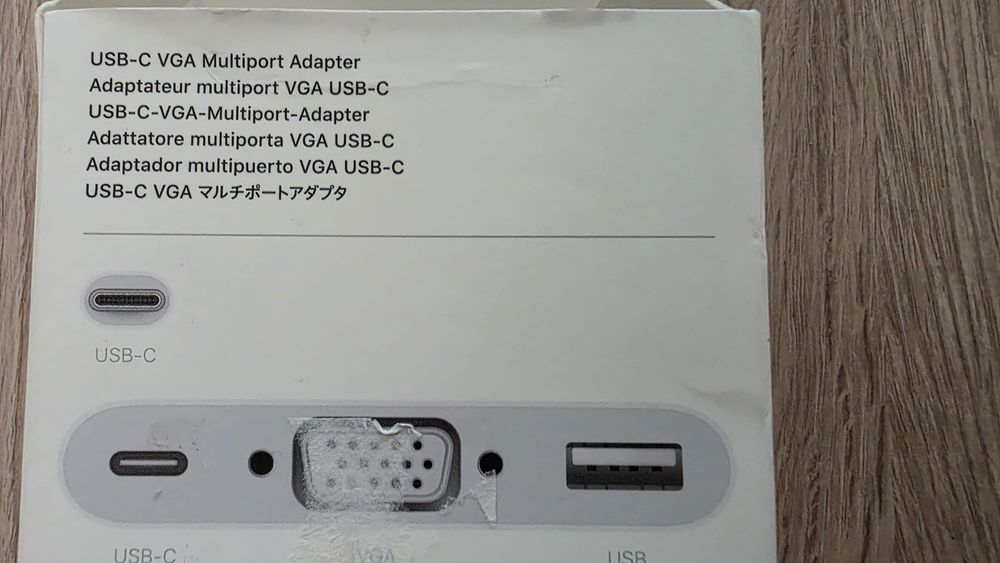 USB-C VGA Multiport Adapter
Adaptateur multiport VGA USB-C
USB-C-VGA-Multiport-Adapter
Adattatore multiporta VGA USB-C
Adaptador multipuerto VGA USB-C
USB-C VGA マルチポートアダプタ
USB-C
USB-C VGA USB